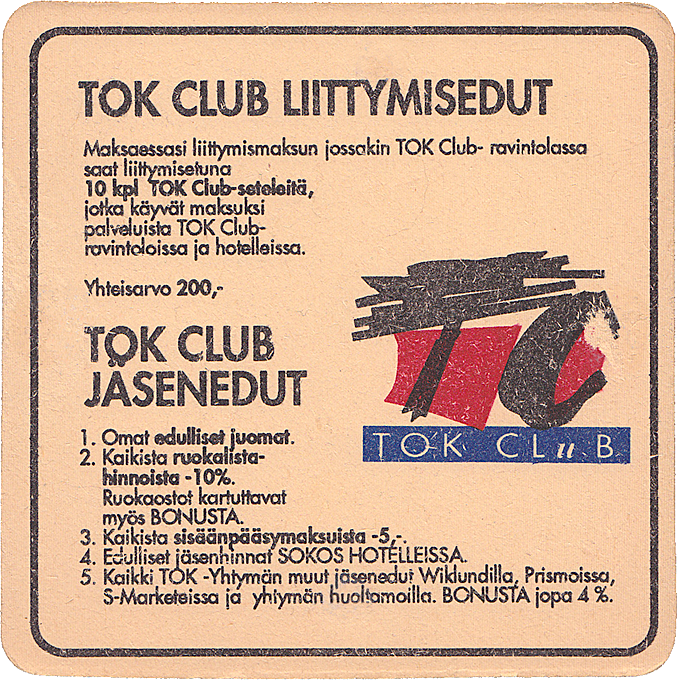 TOK CLUB LIITTYMISEDUT
Maksaessasi liittymismaksun jossakin TOK Club- ravintolassa
saat liittymisetuna
10 kpl TOK Club-seteleitä,
jotka käyvät maksuksi
palveluista TOK Club-
ravintoloissa ja hotelleissa.
Yhteisarvo 200,-
TOK CLUB
JÄSENEDUT
1. Omat edulliset juomat.
2. Kaikista ruokalista-
hinnoista -10%.
Ruokaostot kartuttavat
myös BONUSTA.
3. Kaikista sisäänpääsymaksuista -5,-.
4. Edulliset jäsenhinnat SOKOS HOTELLEISSA.
5. Kaikki TOK -Yhtymän muut jäsenedut Wiklundilla, Prismoissa,
S-Marketeissa ja yhtymän huoltamoilla. BONUSTA jopa 4 %.
TC
TOK CLuB